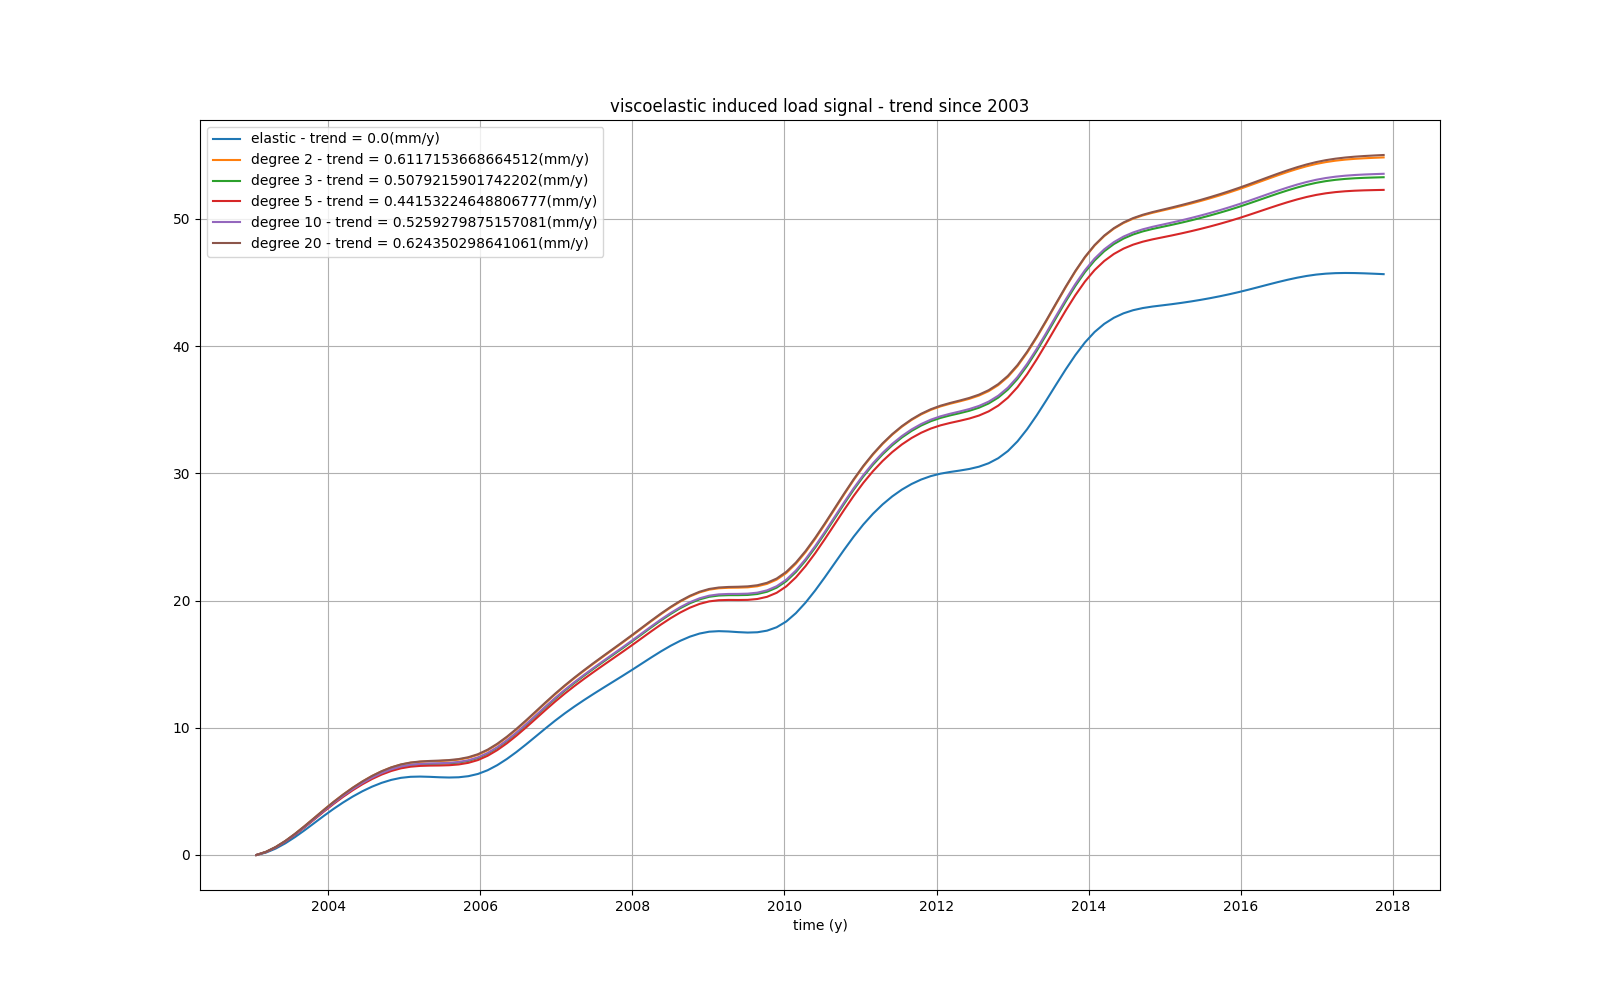 viscoelastic induced load signal - trend since 2003
elastic - trend = 0.0(mm/y)
degree 2 - trend = 0.6117153668664512(mm/y)
degree 3 - trend = 0.5079215901742202(mm/y)
degree 5 - trend = 0.44153224648806777(mm/y)
degree 10 - trend = 0.5259279875157081(mm/y)
degree 20 - trend = 0.624350298641061(mm/y)
50
40
30
20
10
0
2004 2006 2008 2010 2012 2014 2016 2018
time (y)